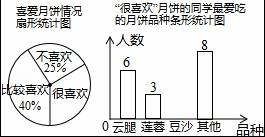 喜爱月饼情况
扇形统计图
不喜欢
25%
比较喜欢
40%
很喜欢
“很喜欢”月饼的同学最爱吃
的月饼品种条形统计图
人数
6
3
8
0
云腿
莲蓉
豆沙
其他
品种